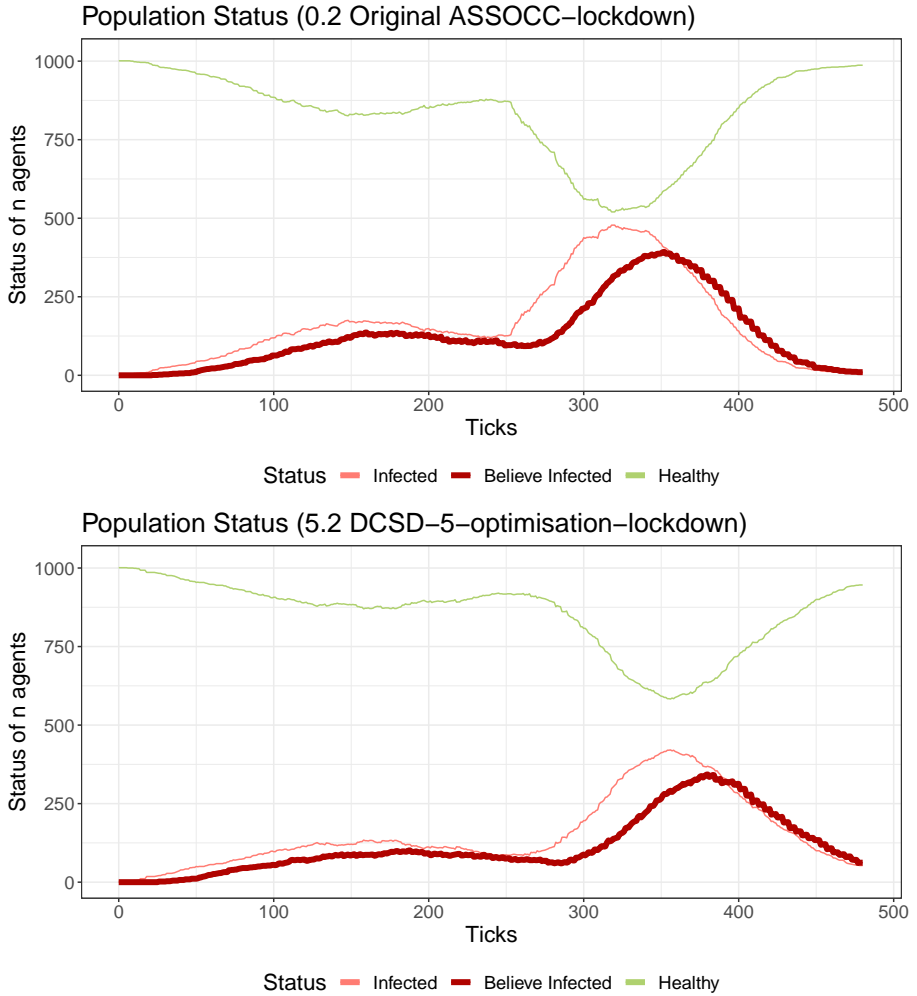 Population Status (0.2 Original ASSOCC−lockdown)
1000
750
500
250
0
Status of n agents
0 100 200 300 400 500
Ticks
Status Infected Believe Infected Healthy
Population Status (5.2 DCSD−5−optimisation−lockdown)
1000
750
500
250
0
Status of n agents
0 100 200 300 400 500
Ticks
Status Infected Believe Infected Healthy